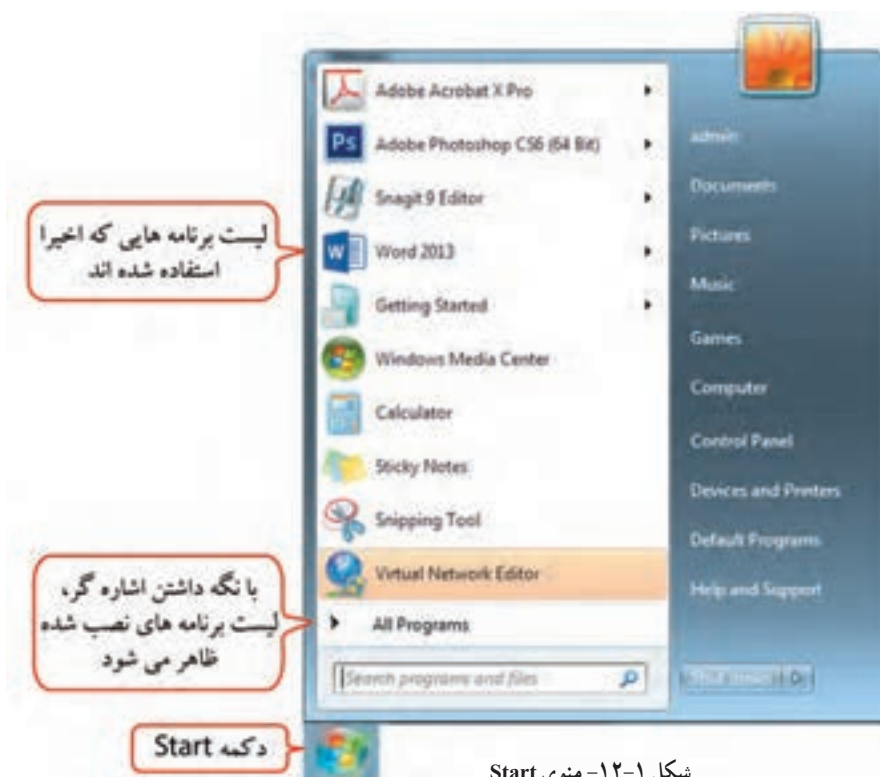 Adobe Acrobat X Pro
Adobe Photoshop CS6 (64 Bit)
Snagit 9 Editor
Word 2013
Getting Started
Windows Media Center
Calculator
Sticky Notes
Snipping Tool
Virtual Network Editor
All Programs
Search programs and files
admin
Documents
Pictures
Music
Games
Computer
Control Panel
Devices and Printers
Default Programs
Help and Support
لیست برنامه هایی که اخیرا
استفاده شده اند
با نگه داشتن اشاره گر،
لیست برنامه های نصب شده
ظاهر می شود
دکمه Start
شکل ۱-۱۲- منوی Start